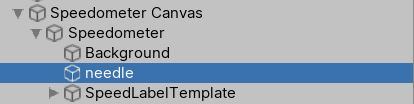 Speedometer Canvas
Speedometer
Background
needle
SpeedLabelTemplate